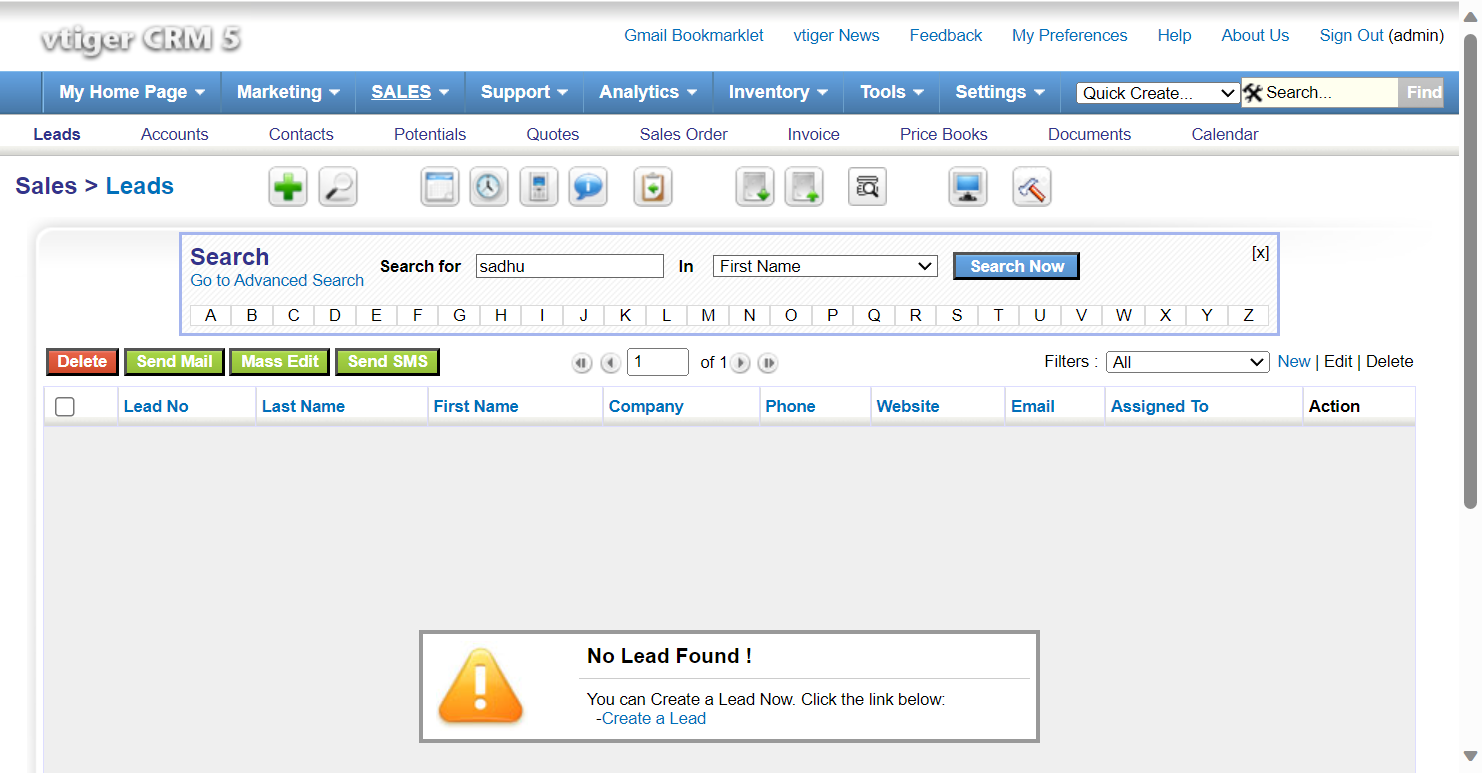 vtiger CRM 5
Gmail Bookmarklet vtiger News Feedback My Preferences Help About Us Sign Out (admin)
My Home Page Marketing SALES Support Analytics Inventory Tools Settings Quick Create... Search... Find
Leads Accounts Contacts Potentials Quotes Sales Order Invoice Price Books Documents Calendar
Sales > Leads
Search
Go to Advanced Search
Search for sadhu In First Name Search Now [x]
A B C D E F G H I J K L M N O P Q R S T U V W X Y Z
Delete Send Mail Mass Edit Send SMS 1 of 1 Filters : All New | Edit | Delete
Lead No Last Name First Name Company Phone Website Email Assigned To Action
No Lead Found !
You can Create a Lead Now. Click the link below:
-Create a Lead